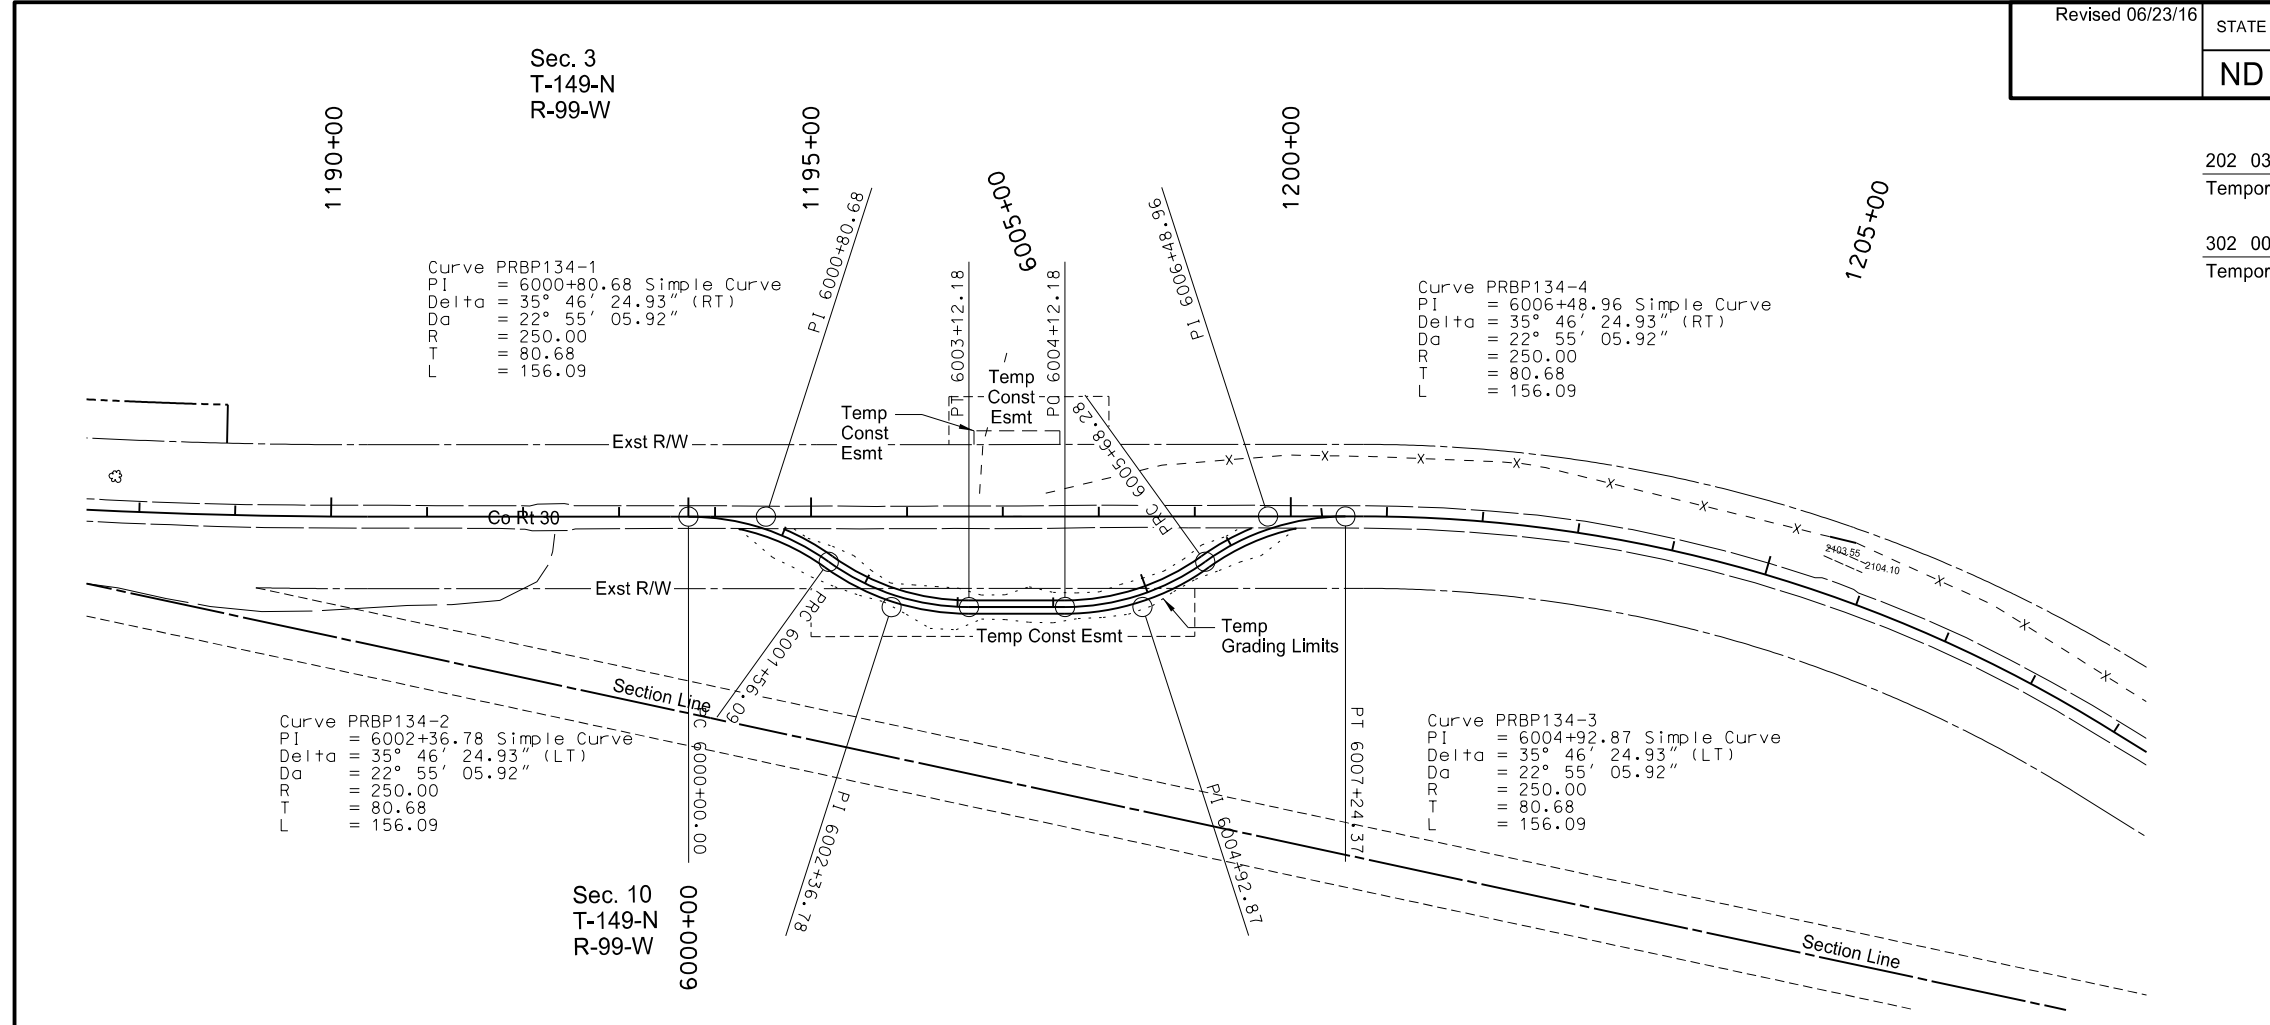 Revised 06/23/16
STATE
ND
202 03
Tempor
302 00
Tempor
Sec. 3
T-149-N
R-99-W
1190+00
1195+00
1200+00
1205+00
6005+00
Curve PRBP134-1
PI = 6000+80.68 Simple Curve
Delta = 35° 46′ 24.93″ (RT)
Da = 22° 55′ 05.92″
R = 250.00
T = 80.68
L = 156.09
Curve PRBP134-4
PI = 6006+48.96 Simple Curve
Delta = 35° 46′ 24.93″ (RT)
Da = 22° 55′ 05.92″
R = 250.00
T = 80.68
L = 156.09
PI 6000+80.68
PT 6003+12.18
PO 6004+12.18
PI 6006+48.96
PRC 6005+68.28
Temp
Const
Esmt
Temp
Const
Esmt
Exst R/W
Co Rt 30
Exst R/W
2103.55
2104.10
Temp Const Esmt
Temp
Grading Limits
Section Line
PRC 6001+56.09
PC 6000+00.00
PI 6002+36.78
PI 6004+92.87
PT 6007+24.37
Curve PRBP134-2
PI = 6002+36.78 Simple Curve
Delta = 35° 46′ 24.93″ (LT)
Da = 22° 55′ 05.92″
R = 250.00
T = 80.68
L = 156.09
Curve PRBP134-3
PI = 6004+92.87 Simple Curve
Delta = 35° 46′ 24.93″ (LT)
Da = 22° 55′ 05.92″
R = 250.00
T = 80.68
L = 156.09
Sec. 10
T-149-N
R-99-W
6000+00
Section Line